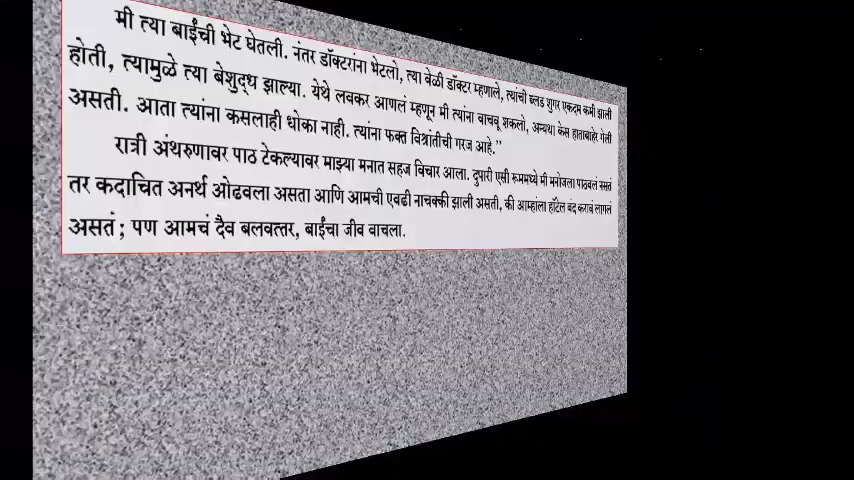 मी त्या बाईंची भेट घेतली. नंतर डॉक्टरांना भेटलो, त्या वेळी डॉक्टर म्हणाले, त्यांची ब्लड शुगर एकदम कमी झाली
होती, त्यामुळे त्या बेशुद्ध झाल्या. येथे लवकर आणलं म्हणून मी त्यांना वाचवू शकलो, अन्यथा केस हाताबाहेर गेली
असती. आता त्यांना कसलाही धोका नाही. त्यांना फक्त विश्रांतीची गरज आहे.”
रात्री अंथरुणावर पाठ टेकल्यावर माझ्या मनात सहज विचार आला. दुपारी एसी रूममध्ये मी मनोजला पाठवलं नसतं
तर कदाचित अनर्थ ओढवला असता आणि आमची एवढी नाचक्की झाली असती, की आम्हांला हॉटेल बंद करावं लागलं
असतं ; पण आमचं दैव बलवत्तर, बाईंचा जीव वाचला.